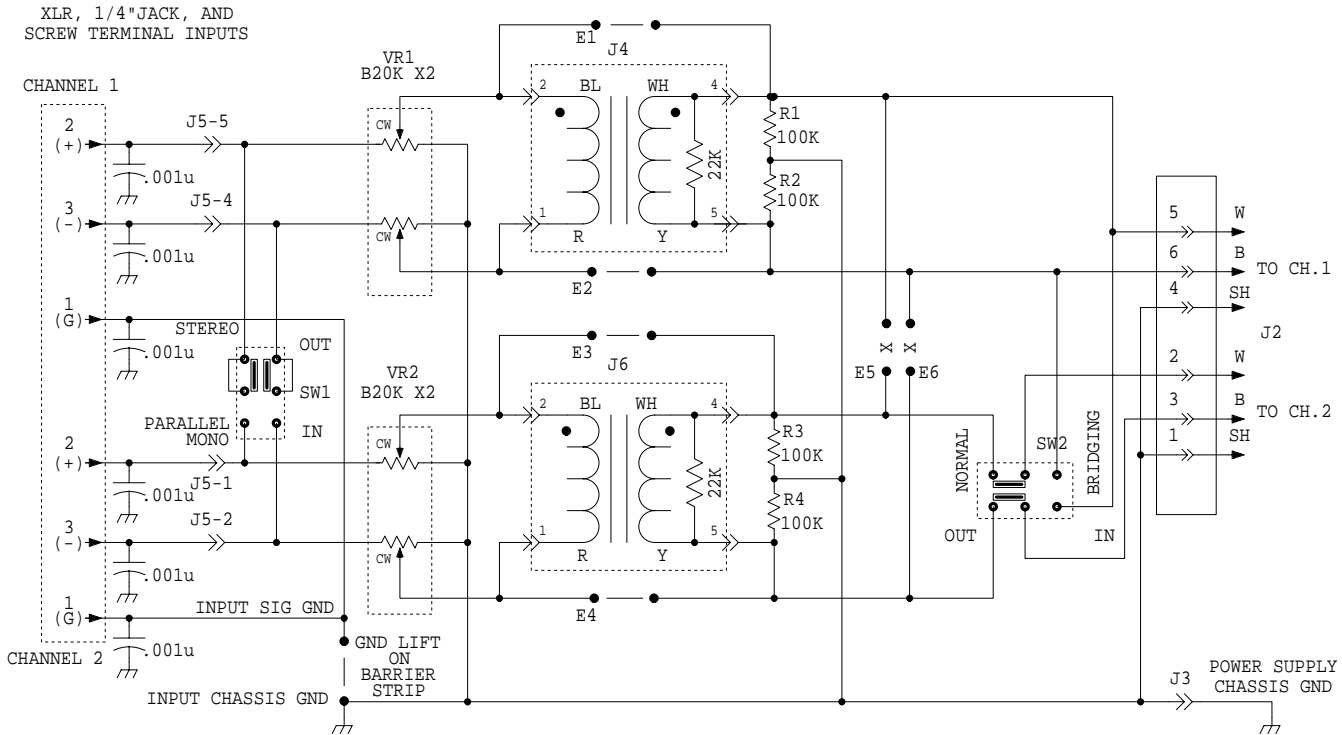 XLR, 1/4"JACK, AND
SCREW TERMINAL INPUTS
CHANNEL 1
2
(+)
.001u
J5-5
3
(-)
.001u
J5-4
1
(G)
.001u
STEREO
OUT
SW1
PARALLEL
MONO
IN
2
(+)
.001u
J5-1
3
(-)
.001u
J5-2
1
(G)
.001u
CHANNEL 2
INPUT SIG GND
GND LIFT
ON
BARRIER
STRIP
INPUT CHASSIS GND
VR1
B20K X2
CW
CW
VR2
B20K X2
CW
CW
E1
J4
2
BL
WH
4
22K
1
R
Y
5
E2
R1
100K
R2
100K
E3
J6
2
BL
WH
4
22K
1
R
Y
5
E4
R3
100K
R4
100K
X
X
E5
E6
NORMAL
SW2
BRIDGING
OUT
IN
5
W
6
B
TO CH.1
4
SH
J2
2
W
3
B
TO CH.2
1
SH
J3
POWER SUPPLY
CHASSIS GND